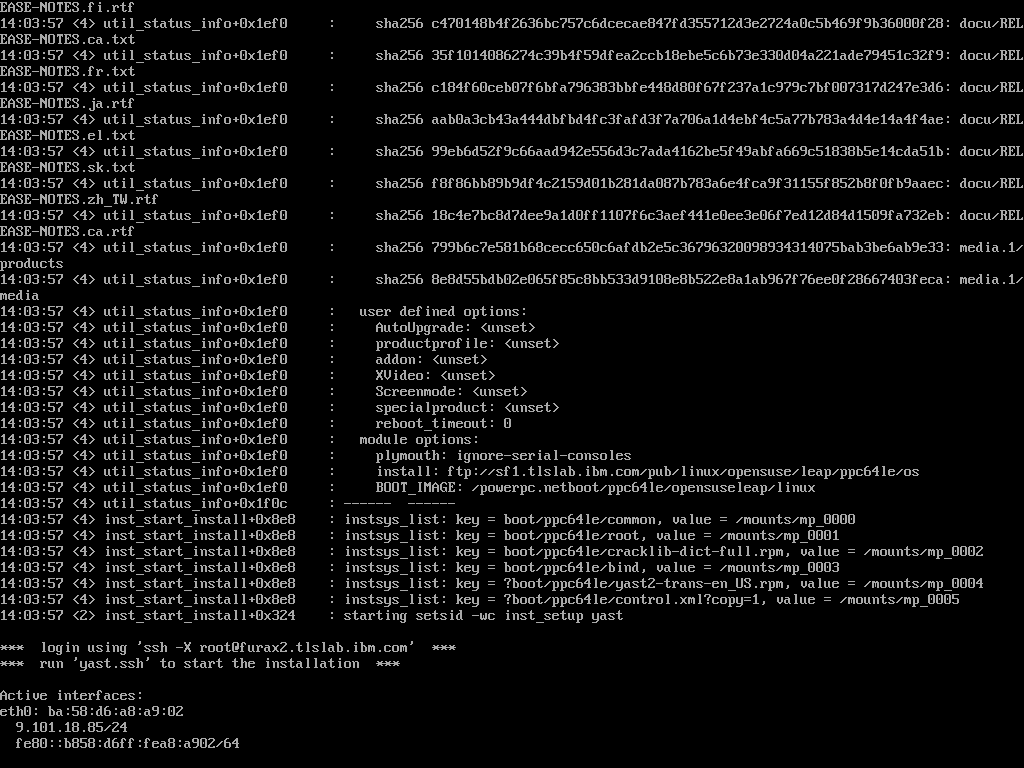 EASE-NOTES.fi.rtf
14:03:57 <4> util_status_info+0x1ef0     :     sha256 c470148b4f2636bc757c6dcecae847fd355712d3e2724a0c5b469f9b36000f28: docu/REL
EASE-NOTES.ca.txt
14:03:57 <4> util_status_info+0x1ef0     :     sha256 35f1014086274c39b4f59dfea2ccb18ebe5c6b73e330d04a221ade79451c32f9: docu/REL
EASE-NOTES.fr.txt
14:03:57 <4> util_status_info+0x1ef0     :     sha256 c184f60ceb07f6bfa796383bbfe448d80f67f237a1c979c7bf007317d247e3d6: docu/REL
EASE-NOTES.ja.rtf
14:03:57 <4> util_status_info+0x1ef0     :     sha256 aab0a3cb43a444dbfbd4fc3fafd3f7a706a1d4ebf4c5a77b783a4d4e14a4f4ae: docu/REL
EASE-NOTES.el.txt
14:03:57 <4> util_status_info+0x1ef0     :     sha256 99eb6d52f9c66aad942e556d3c7ada4162be5f49abfa669c51838b5e14cda51b: docu/REL
EASE-NOTES.sk.txt
14:03:57 <4> util_status_info+0x1ef0     :     sha256 f8f86bb89b9df4c2159d01b281da087b783a6e4fca9f31155f852b8f0fb9aaec: docu/REL
EASE-NOTES.zh_TW.rtf
14:03:57 <4> util_status_info+0x1ef0     :     sha256 18c4e7bc8d7dee9a1d0ff1107f6c3aef441e0ee3e06f7ed12d84d1509fa732eb: docu/REL
EASE-NOTES.ca.rtf
14:03:57 <4> util_status_info+0x1ef0     :     sha256 799b6c7e581b68cecc650c6afdb2e5c36796320098934314075bab3be6ab9e33: media.1/
products
14:03:57 <4> util_status_info+0x1ef0     :     sha256 8e8d55bdb02e065f85c8bb533d9108e8b522e8a1ab967f76ee0f28667403feca: media.1/
media
14:03:57 <4> util_status_info+0x1ef0     :   user defined options:
14:03:57 <4> util_status_info+0x1ef0     :     AutoUpgrade: <unset>
14:03:57 <4> util_status_info+0x1ef0     :     productprofile: <unset>
14:03:57 <4> util_status_info+0x1ef0     :     addon: <unset>
14:03:57 <4> util_status_info+0x1ef0     :     XVideo: <unset>
14:03:57 <4> util_status_info+0x1ef0     :     Screenmode: <unset>
14:03:57 <4> util_status_info+0x1ef0     :     specialproduct: <unset>
14:03:57 <4> util_status_info+0x1ef0     :     reboot_timeout: 0
14:03:57 <4> util_status_info+0x1ef0     :   module options:
14:03:57 <4> util_status_info+0x1ef0     :     plymouth: ignore-serial-consoles
14:03:57 <4> util_status_info+0x1ef0     :     install: ftp://sf1.tlslab.ibm.com/pub/linux/opensuse/leap/ppc64le/os
14:03:57 <4> util_status_info+0x1ef0     :     BOOT_IMAGE: /powerpc.netboot/ppc64le/opensuseleap/linux
14:03:57 <4> util_status_info+0x1f0c     : ------  ------
14:03:57 <4> inst_start_install+0x8e8    : instsys_list: key = boot/ppc64le/common, value = /mounts/mp_0000
14:03:57 <4> inst_start_install+0x8e8    : instsys_list: key = boot/ppc64le/root, value = /mounts/mp_0001
14:03:57 <4> inst_start_install+0x8e8    : instsys_list: key = boot/ppc64le/cracklib-dict-full.rpm, value = /mounts/mp_0002
14:03:57 <4> inst_start_install+0x8e8    : instsys_list: key = boot/ppc64le/bind, value = /mounts/mp_0003
14:03:57 <4> inst_start_install+0x8e8    : instsys_list: key = ?boot/ppc64le/yast2-trans-en_US.rpm, value = /mounts/mp_0004
14:03:57 <4> inst_start_install+0x8e8    : instsys_list: key = ?boot/ppc64le/control.xml?copy=1, value = /mounts/mp_0005
14:03:57 <2> inst_start_install+0x324    : starting setsid -wc inst_setup yast
***  login using 'ssh -X root@furax2.tlslab.ibm.com'  ***
***  run 'yast.ssh' to start the installation  ***
Active interfaces:
eth0: ba:58:d6:a8:a9:02
  9.101.18.85/24
  fe80::b858:d6ff:fea8:a902/64